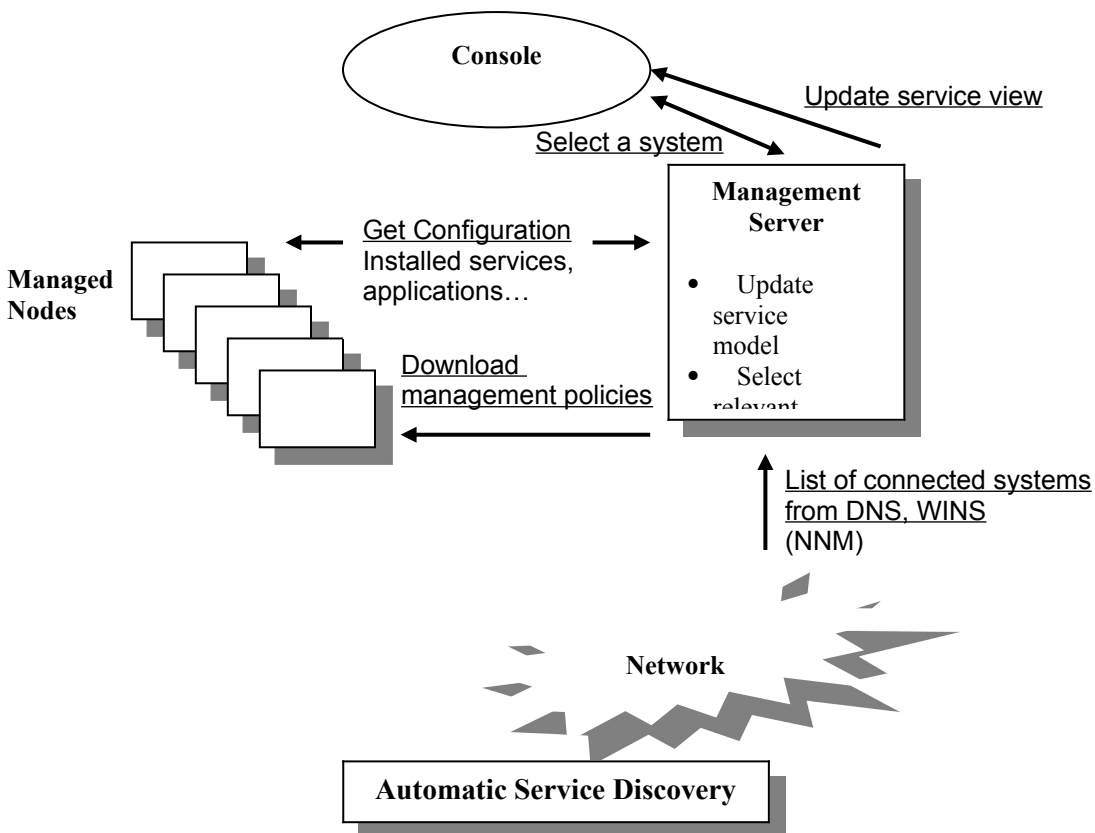 Console
Update service view
Select a system
Management
Server
• Update
service
model
• Select
relevant
Get Configuration
Installed services,
applications…
Managed
Nodes
Download
management policies
List of connected systems
from DNS, WINS
(NNM)
Network
Automatic Service Discovery